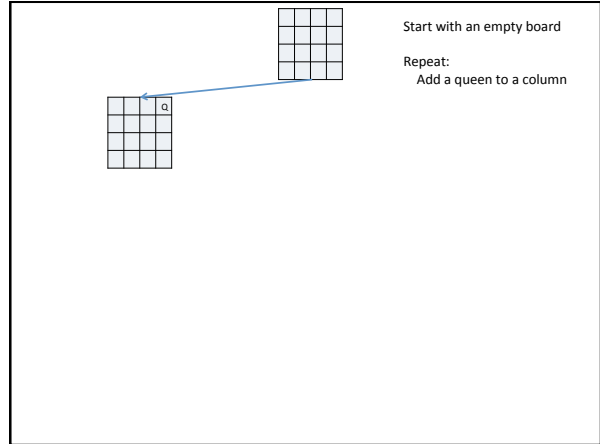 Start with an empty board
Repeat:
Add a queen to a column
Q